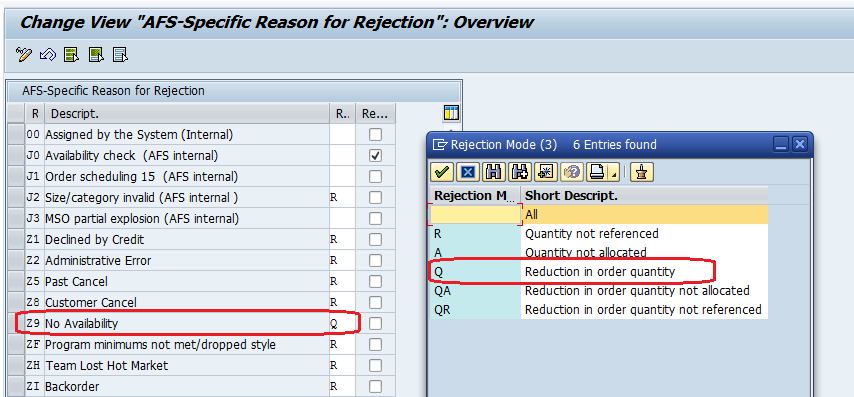 Change View "AFS-Specific Reason for Rejection": Overview
AFS-Specific Reason for Rejection
R Descript. R.. Re...
00 Assigned by the System (Internal)
J0 Availability check (AFS internal)
J1 Order scheduling 15 (AFS internal)
J2 Size/category invalid (AFS internal ) R
J3 MSO partial explosion (AFS internal)
Z1 Declined by Credit R
Z2 Administrative Error R
Z5 Past Cancel R
Z8 Customer Cancel R
Z9 No Availability Q
ZF Program minimums not met/dropped style R
ZH Team Lost Hot Market R
ZI Backorder R
Rejection Mode (3) 6 Entries found
Rejection M... Short Descript.
All
R Quantity not referenced
A Quantity not allocated
Q Reduction in order quantity
QA Reduction in order quantity not allocated
QR Reduction in order quantity not referenced